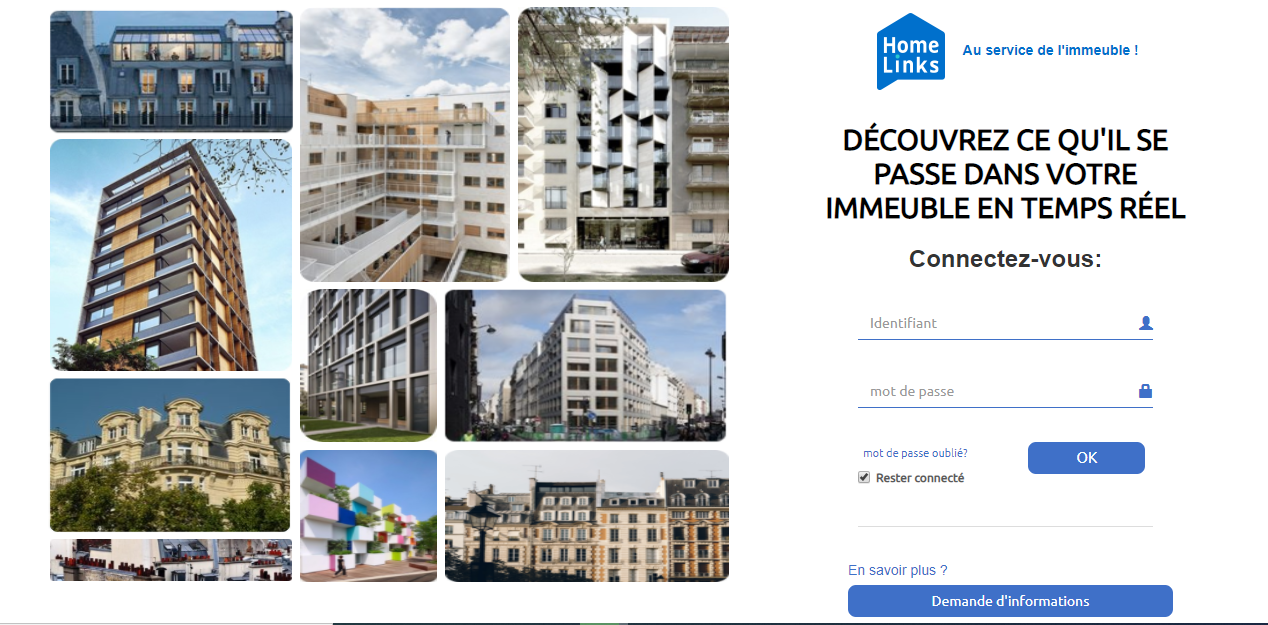 Home
Links
Au service de l'immeuble !
DÉCOUVREZ CE QU'IL SE
PASSE DANS VOTRE
IMMEUBLE EN TEMPS RÉEL
Connectez-vous:
Identifiant
mot de passe
mot de passe oublié?
OK
Rester connecté
En savoir plus ?
Demande d'informations